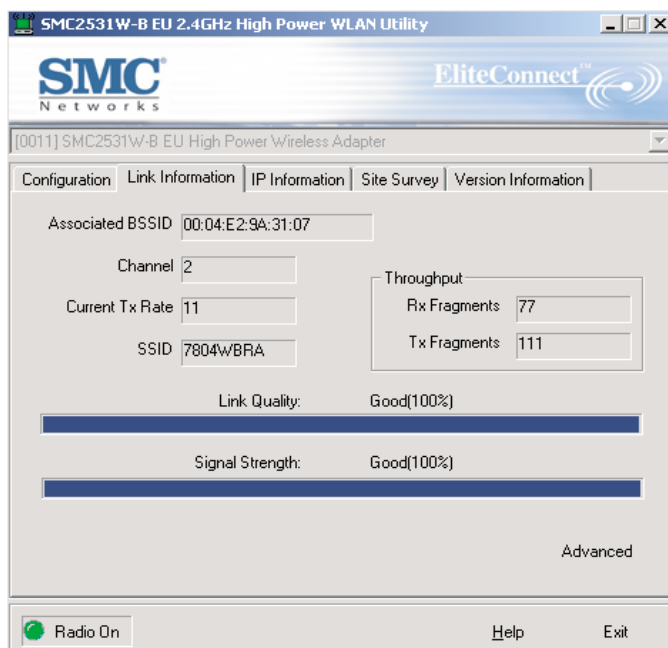 SMC2531W-B EU 2.4GHz High Power WLAN Utility
SMC
Networks
EliteConnect™
[0011] SMC2531W-B EU High Power Wireless Adapter
Configuration Link Information IP Information Site Survey Version Information
Associated BSSID 00:04:E2:9A:31:07
Channel 2
Current Tx Rate 11
SSID 7804WBRA
Throughput
Rx Fragments 77
Tx Fragments 111
Link Quality: Good(100%)
Signal Strength: Good(100%)
Advanced
Radio On Help Exit